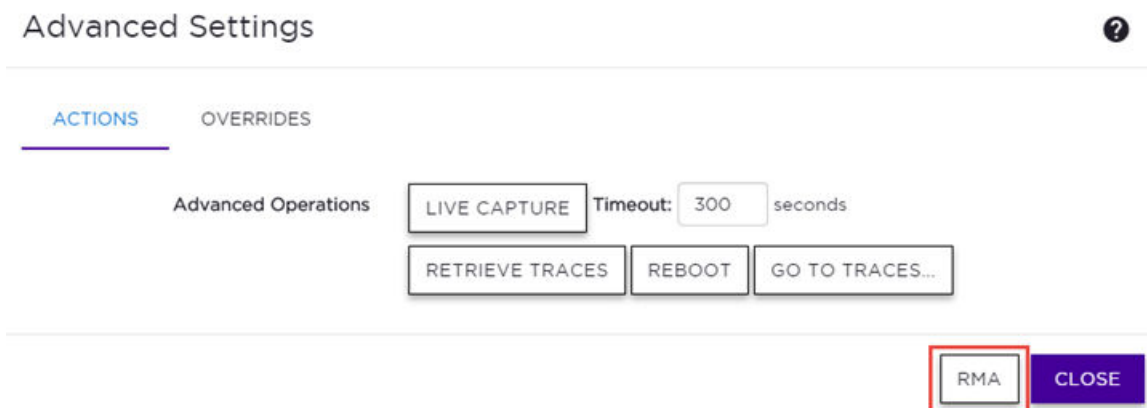 Advanced Settings
?
ACTIONS OVERRIDES
Advanced Operations LIVE CAPTURE Timeout: 300 seconds
RETRIEVE TRACES REBOOT GO TO TRACES...
RMA CLOSE